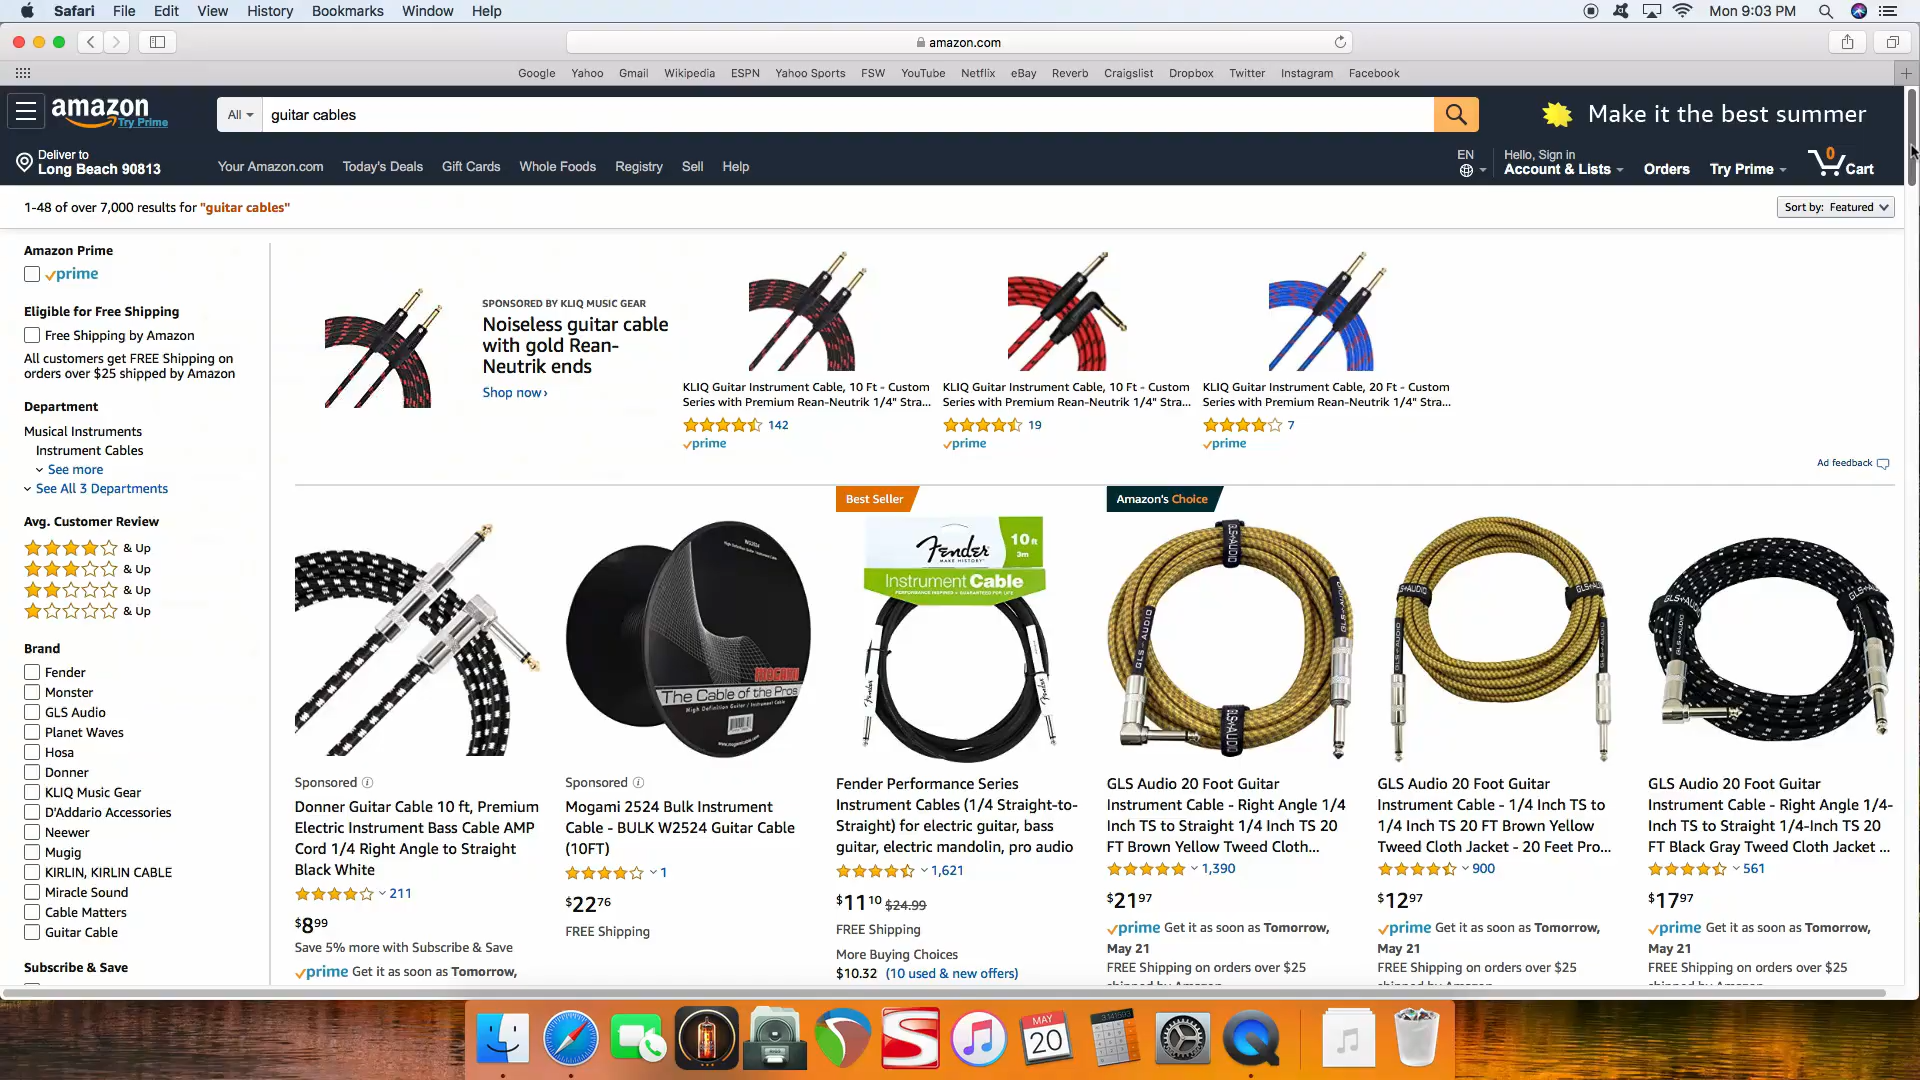 Safari File Edit View History Bookmarks Window Help
Mon 9:03 PM
amazon.com
Google Yahoo Gmail Wikipedia ESPN Yahoo Sports FSW YouTube Netflix eBay Reverb Craigslist Dropbox Twitter Instagram Facebook
amazon
Try Prime
All
guitar cables
Make it the best summer
Deliver to
Long Beach 90813
Your Amazon.com Today's Deals Gift Cards Whole Foods Registry Sell Help
EN
Hello, Sign in
Account & Lists
Orders
Try Prime
0
Cart
1-48 of over 7,000 results for "guitar cables"
Sort by: Featured
Amazon Prime
prime
Eligible for Free Shipping
Free Shipping by Amazon
All customers get FREE Shipping on
orders over $25 shipped by Amazon
Department
Musical Instruments
Instrument Cables
See more
See All 3 Departments
Avg. Customer Review
& Up
& Up
& Up
& Up
Brand
Fender
Monster
GLS Audio
Planet Waves
Hosa
Donner
KLIQ Music Gear
D'Addario Accessories
Neewer
Mugig
KIRLIN, KIRLIN CABLE
Miracle Sound
Cable Matters
Guitar Cable
Subscribe & Save
SPONSORED BY KLIQ MUSIC GEAR
Noiseless guitar cable
with gold Rean-
Neutrik ends
Shop now ›
KLIQ Guitar Instrument Cable, 10 Ft - Custom
Series with Premium Rean-Neutrik 1/4" Stra...
142
prime
KLIQ Guitar Instrument Cable, 10 Ft - Custom
Series with Premium Rean-Neutrik 1/4" Stra...
19
prime
KLIQ Guitar Instrument Cable, 20 Ft - Custom
Series with Premium Rean-Neutrik 1/4" Stra...
7
prime
Ad feedback
Sponsored
Donner Guitar Cable 10 ft, Premium
Electric Instrument Bass Cable AMP
Cord 1/4 Right Angle to Straight
Black White
211
$8.99
Save 5% more with Subscribe & Save
prime Get it as soon as Tomorrow,
MOGAMI
The Cable of the Pros
High Definition Guitar / Instrument Cable
Sponsored
Mogami 2524 Bulk Instrument
Cable - BULK W2524 Guitar Cable
(10FT)
1
$22.76
FREE Shipping
Best Seller
Fender
MAKE HISTORY
10 ft
3m
Instrument Cable
Fender Performance Series
Instrument Cables (1/4 Straight-to-
Straight) for electric guitar, bass
guitar, electric mandolin, pro audio
1,621
$11.10 $24.99
FREE Shipping
More Buying Choices
$10.32 (10 used & new offers)
Amazon's Choice
GLS-AUDIO
GLS Audio 20 Foot Guitar
Instrument Cable - Right Angle 1/4
Inch TS to Straight 1/4 Inch TS 20
FT Brown Yellow Tweed Cloth...
1,390
$21.97
prime Get it as soon as Tomorrow,
May 21
FREE Shipping on orders over $25
shipped by Amazon
GLS Audio 20 Foot Guitar
Instrument Cable - 1/4 Inch TS to
1/4 Inch TS 20 FT Brown Yellow
Tweed Cloth Jacket - 20 Feet Pro...
900
$12.97
prime Get it as soon as Tomorrow,
May 21
FREE Shipping on orders over $25
shipped by Amazon
GLS Audio 20 Foot Guitar
Instrument Cable - Right Angle 1/4-
Inch TS to Straight 1/4-Inch TS 20
FT Black Gray Tweed Cloth Jacket ...
561
$17.97
prime Get it as soon as Tomorrow,
May 21
FREE Shipping on orders over $25
shipped by Amazon
MAY
20